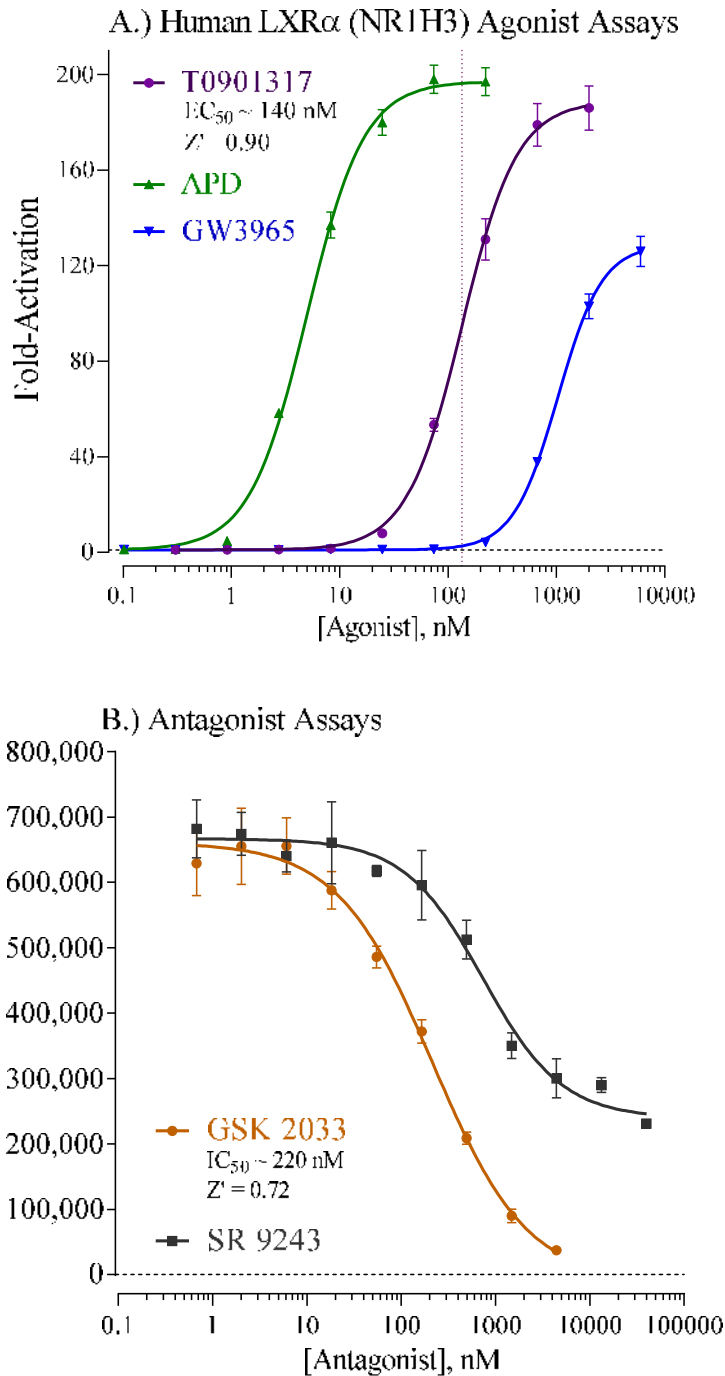 A.) Human LXRα (NR1H3) Agonist Assays
200
160
120
80
40
0
Fold-Activation
T0901317
EC50 ~ 140 nM
Z' = 0.90
APD
GW3965
0.1 1 10 100 1000 10000
[Agonist], nM
B.) Antagonist Assays
800,000
700,000
600,000
500,000
400,000
300,000
200,000
100,000
0
GSK 2033
IC50 ~ 220 nM
Z' = 0.72
SR 9243
0.1 1 10 100 1000 10000 100000
[Antagonist], nM